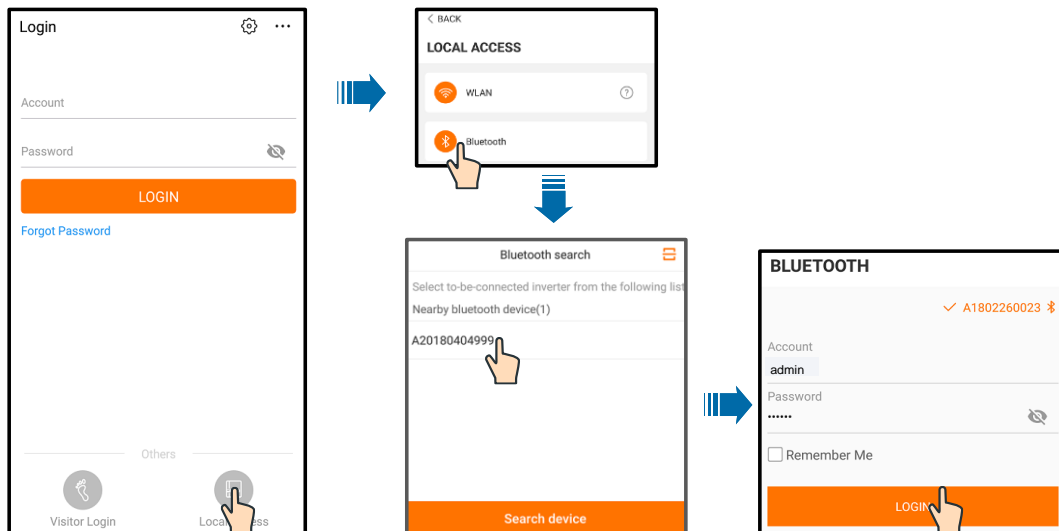 Login
Account
Password
LOGIN
Forgot Password
Others
Visitor Login
BACK
LOCAL ACCESS
WLAN
?
Bluetooth
Bluetooth search
Select to-be-connected inverter from the following list
Nearby bluetooth device(1)
A20180404999
Search device
BLUETOOTH
A1802260023
Account
admin
Password
••••••
Remember Me
LOGIN